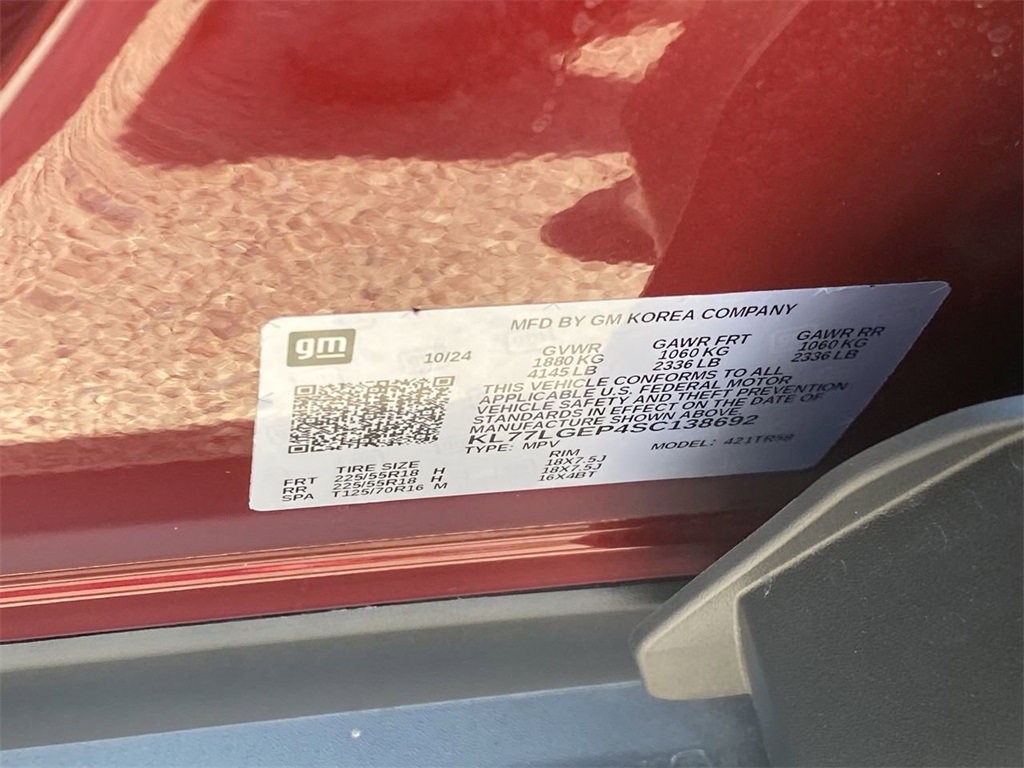 MFD BY GM KOREA COMPANY
gm
10/24
GVWR
1880 KG
4145 LB
GAWR FRT
1060 KG
2336 LB
GAWR RR
1060 KG
2336 LB
THIS VEHICLE CONFORMS TO ALL
APPLICABLE U.S. FEDERAL MOTOR
VEHICLE SAFETY AND THEFT PREVENTION
STANDARDS IN EFFECT ON THE DATE OF
MANUFACTURE SHOWN ABOVE.
KL77LGEP4SC138692
TYPE: MPV
MODEL: 421TR58
TIRE SIZE
RIM
FRT 225/55R18 H 18X7.5J
RR 225/55R18 H 18X7.5J
SPA T125/70R16 M 16X4BT